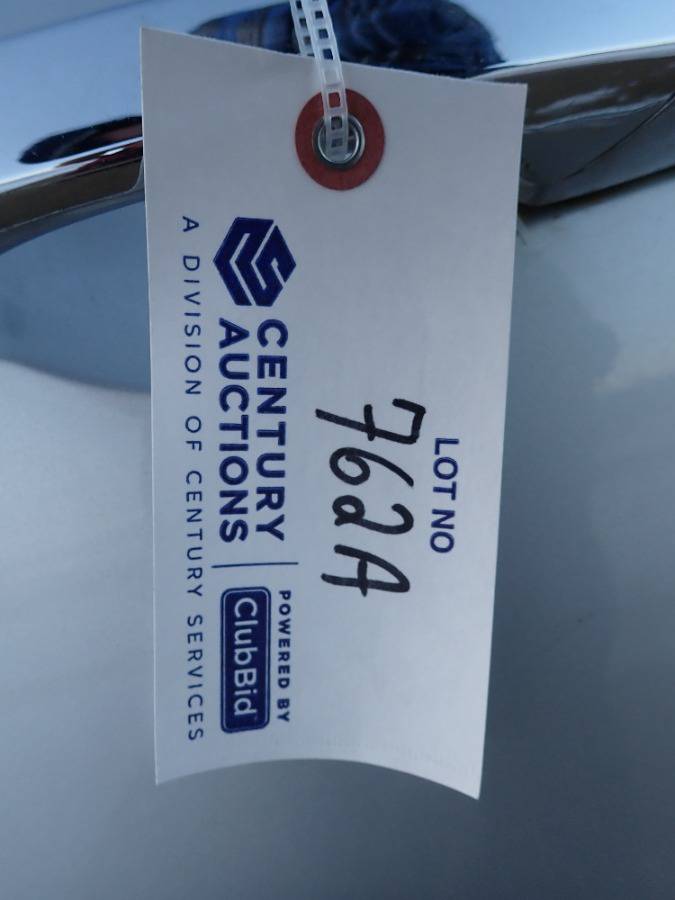 LOT NO
762A
CENTURY
AUCTIONS
POWERED BY
ClubBid
A DIVISION OF CENTURY SERVICES